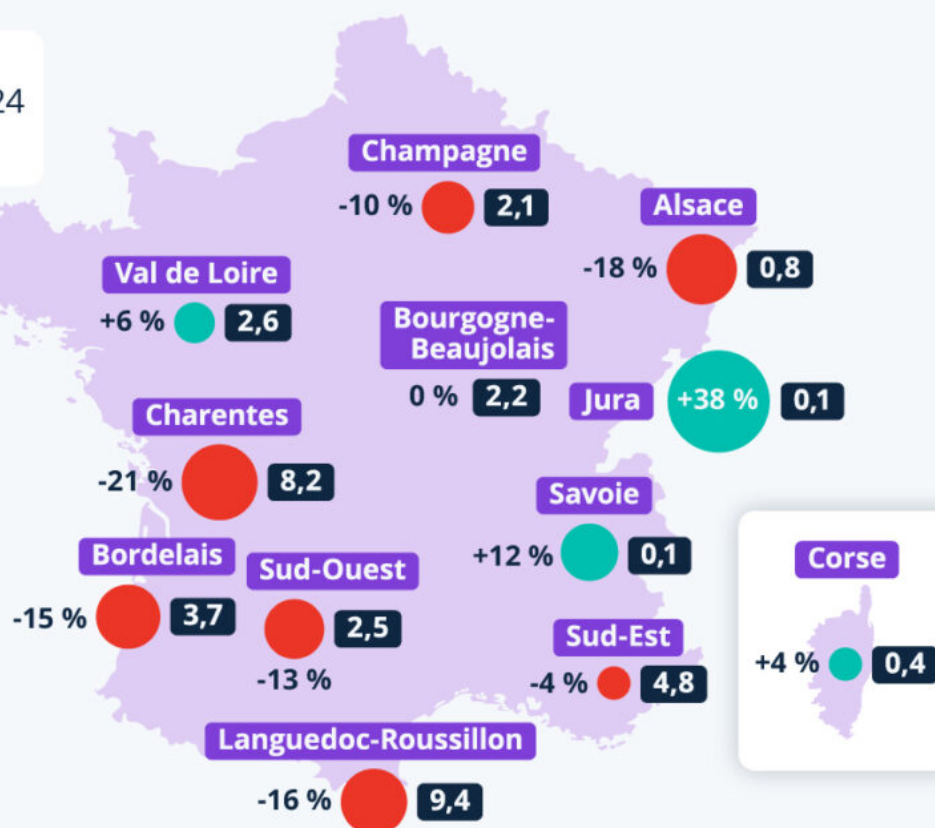 24
Champagne
-10 % 2,1
Alsace
-18 % 0,8
Val de Loire
+6 % 2,6
Bourgogne-
Beaujolais
0 % 2,2
Jura +38 % 0,1
Charentes
-21 % 8,2
Savoie
+12 % 0,1
Bordelais
-15 % 3,7
Sud-Ouest
2,5
-13 %
Corse
+4 % 0,4
Sud-Est
-4 % 4,8
Languedoc-Roussillon
-16 % 9,4